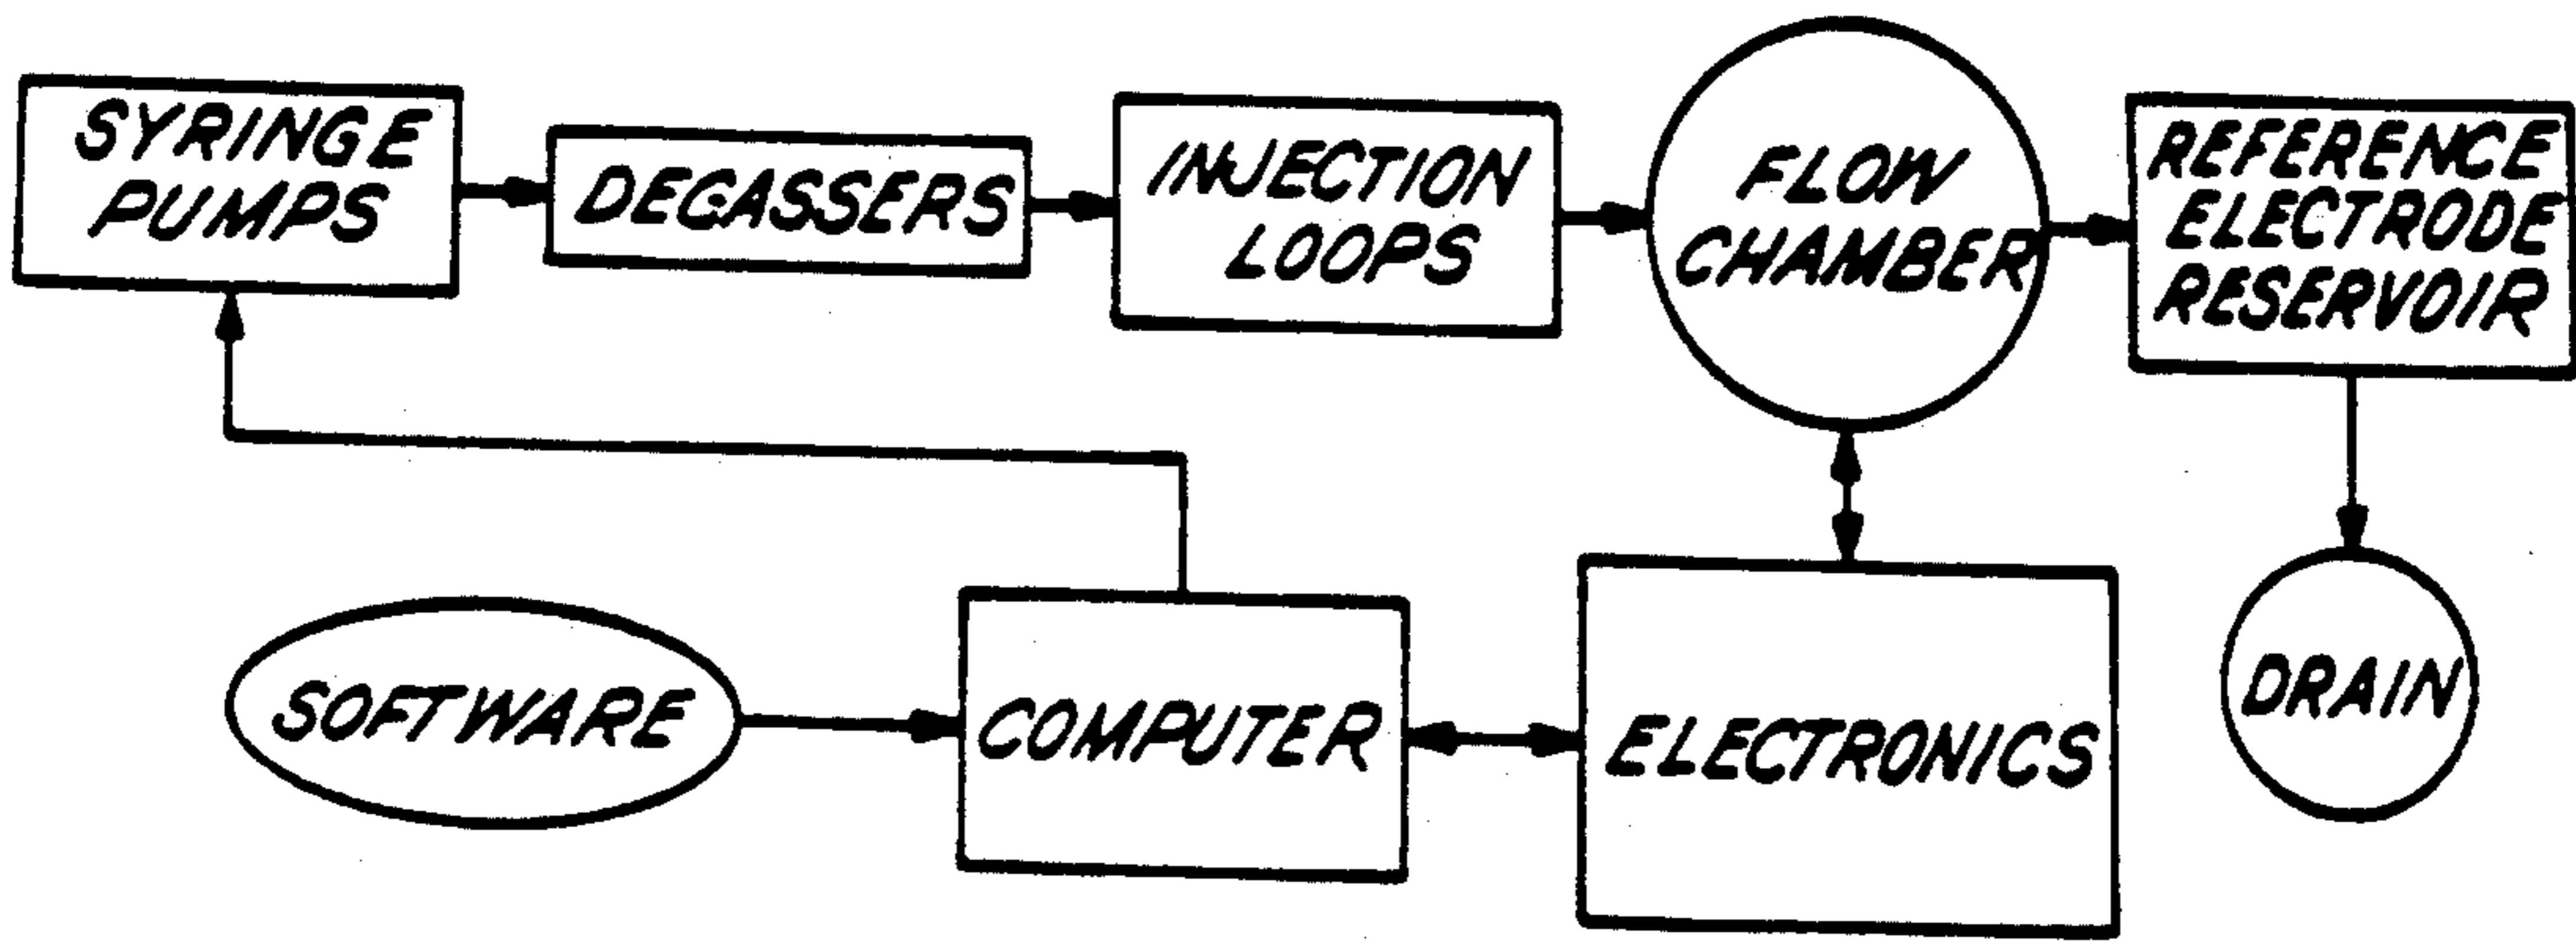 SYRINGE
PUMPS
DEGASSERS
INJECTION
LOOPS
FLOW
CHAMBER
REFERENCE
ELECTRODE
RESERVOIR
SOFTWARE
COMPUTER
ELECTRONICS
DRAIN